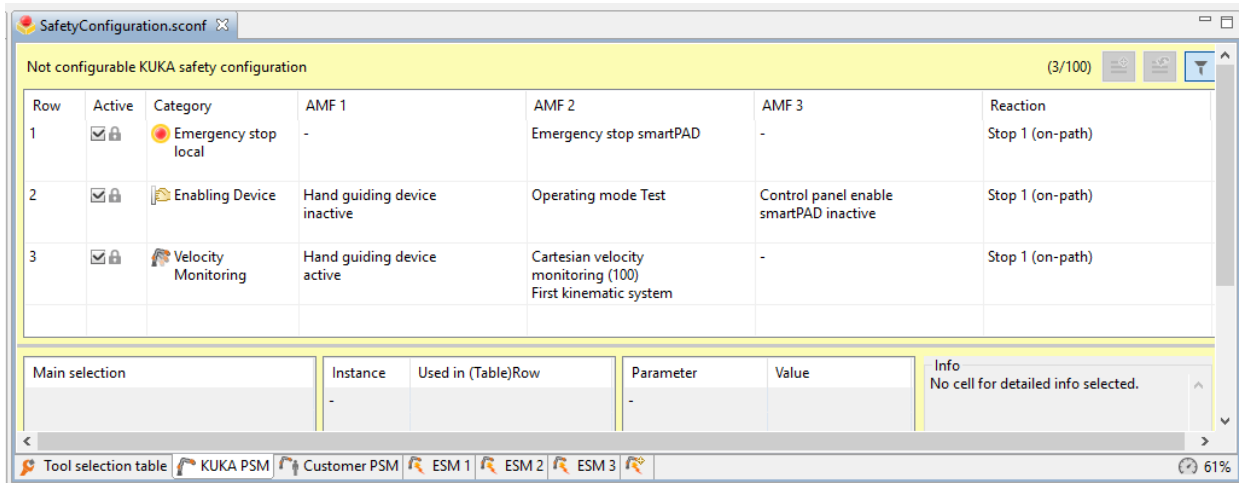 SafetyConfiguration.sconf
Not configurable KUKA safety configuration (3/100)
Row Active Category AMF 1 AMF 2 AMF 3 Reaction
1 Emergency stop - Emergency stop smartPAD - Stop 1 (on-path)
local
2 Enabling Device Hand guiding device Operating mode Test Control panel enable Stop 1 (on-path)
inactive smartPAD inactive
3 Velocity Hand guiding device Cartesian velocity - Stop 1 (on-path)
Monitoring active monitoring (100)
First kinematic system
Main selection Instance Used in (Table)Row Parameter Value Info
- - No cell for detailed info selected.
Tool selection table KUKA PSM Customer PSM ESM 1 ESM 2 ESM 3 61%